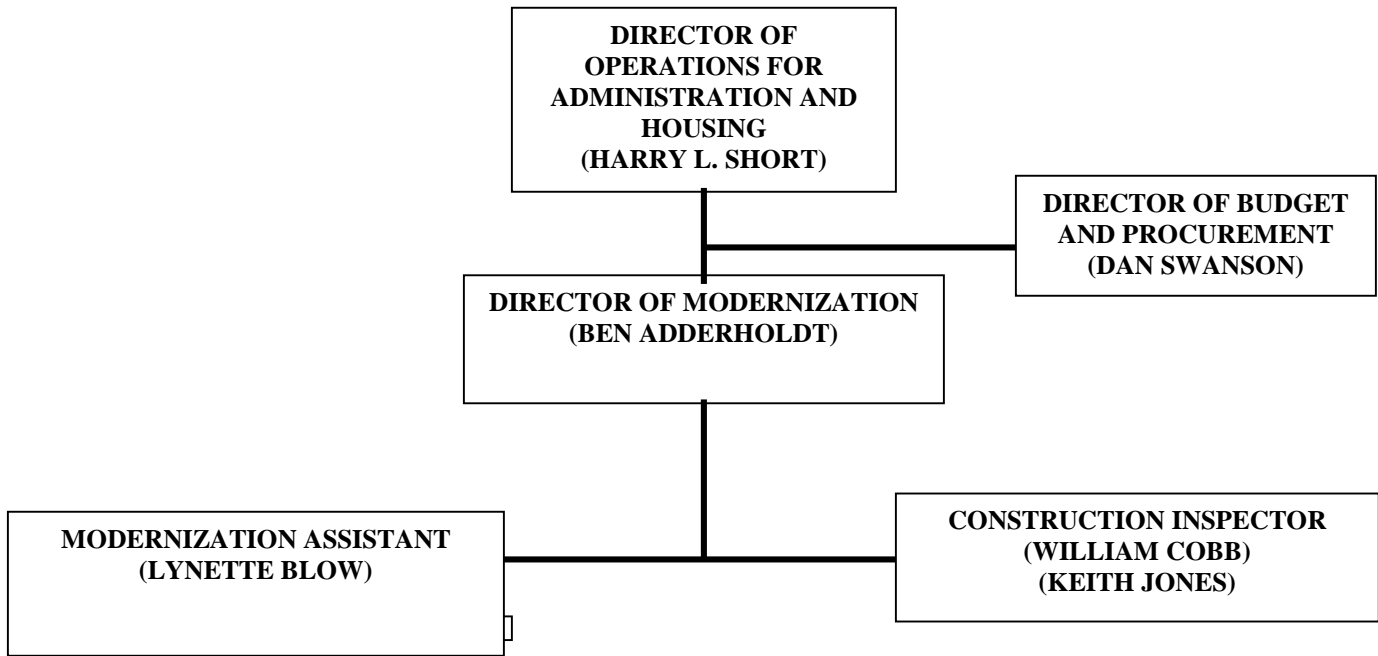 DIRECTOR OF
OPERATIONS FOR
ADMINISTRATION AND
HOUSING
(HARRY L. SHORT)
DIRECTOR OF BUDGET
AND PROCUREMENT
(DAN SWANSON)
DIRECTOR OF MODERNIZATION
(BEN ADDERHOLDT)
MODERNIZATION ASSISTANT
(LYNETTE BLOW)
CONSTRUCTION INSPECTOR
(WILLIAM COBB)
(KEITH JONES)